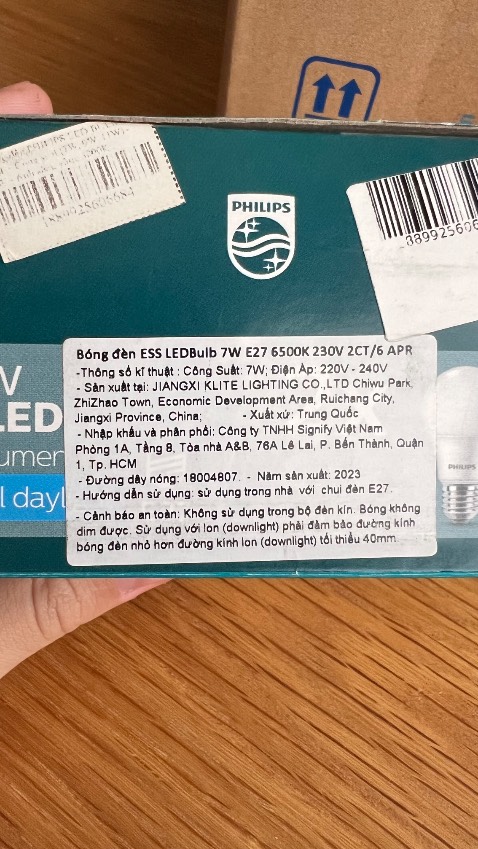 8899256066684
PHILIPS
Bóng đèn ESS LEDBulb 7W E27 6500K 230V 2CT/6 APR
-Thông số kĩ thuật : Công Suất: 7W; Điện Áp: 220V - 240V
- Sản xuất tại: JIANGXI KLITE LIGHTING CO.,LTD Chiwu Park,
ZhiZhao Town, Economic Development Area, Ruichang City,
Jiangxi Province, China; - Xuất xứ: Trung Quốc
- Nhập khẩu và phân phối: Công ty TNHH Signify Việt Nam
Phòng 1A, Tầng 8, Tòa nhà A&B, 76A Lê Lai, P. Bến Thành, Quận
1, Tp. HCM
- Đường dây nóng: 18004807. - Năm sản xuất: 2023
- Hướng dẫn sử dụng: sử dụng trong nhà với chui đèn E27.
- Cảnh báo an toàn: Không sử dụng trong bộ đèn kín. Bóng không
dim được. Sử dụng với lon (downlight) phải đảm bảo đường kính
bóng đèn nhỏ hơn đường kính lon (downlight) tối thiểu 40mm.
LED
lumen
l dayl
PHILIPS